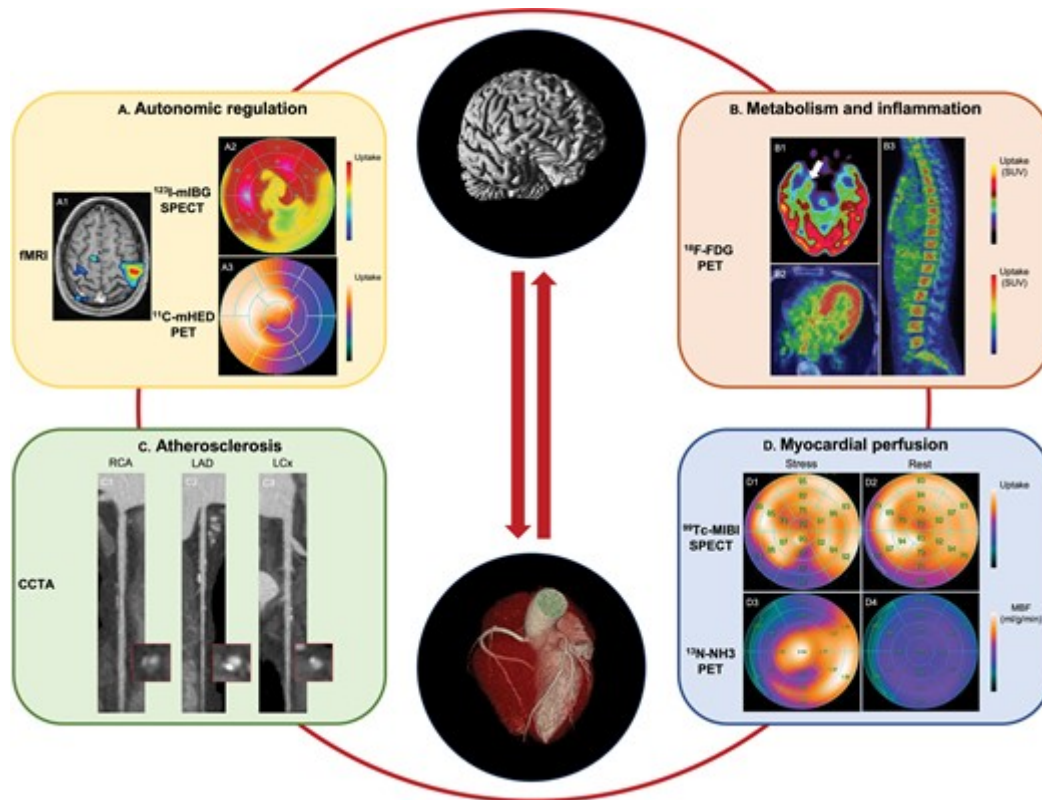 A. Autonomic regulation
A1
fMRI
A2
¹²³I-mIBG
SPECT
Uptake
A3
¹¹C-mHED
PET
Uptake
B. Metabolism and inflammation
B1
B2
B3
¹⁸F-FDG
PET
Uptake
(SUV)
Uptake
(SUV)
C. Atherosclerosis
RCA LAD LCx
C1 C2 C3
CCTA
D. Myocardial perfusion
Stress Rest
D1 D2
⁹⁹Tc-MIBI
SPECT
Uptake
D3 D4
¹³N-NH3
PET
MBF
(ml/g/min)